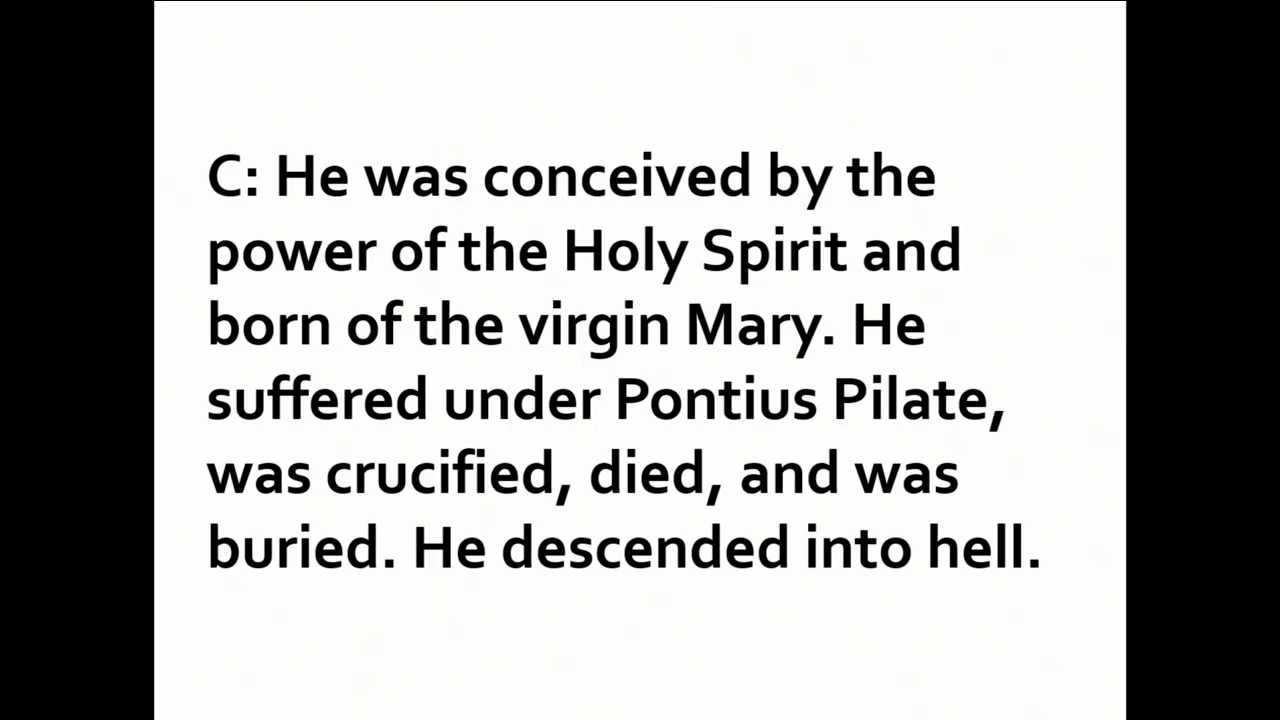 C: He was conceived by the
power of the Holy Spirit and
born of the virgin Mary. He
suffered under Pontius Pilate,
was crucified, died, and was
buried. He descended into hell.